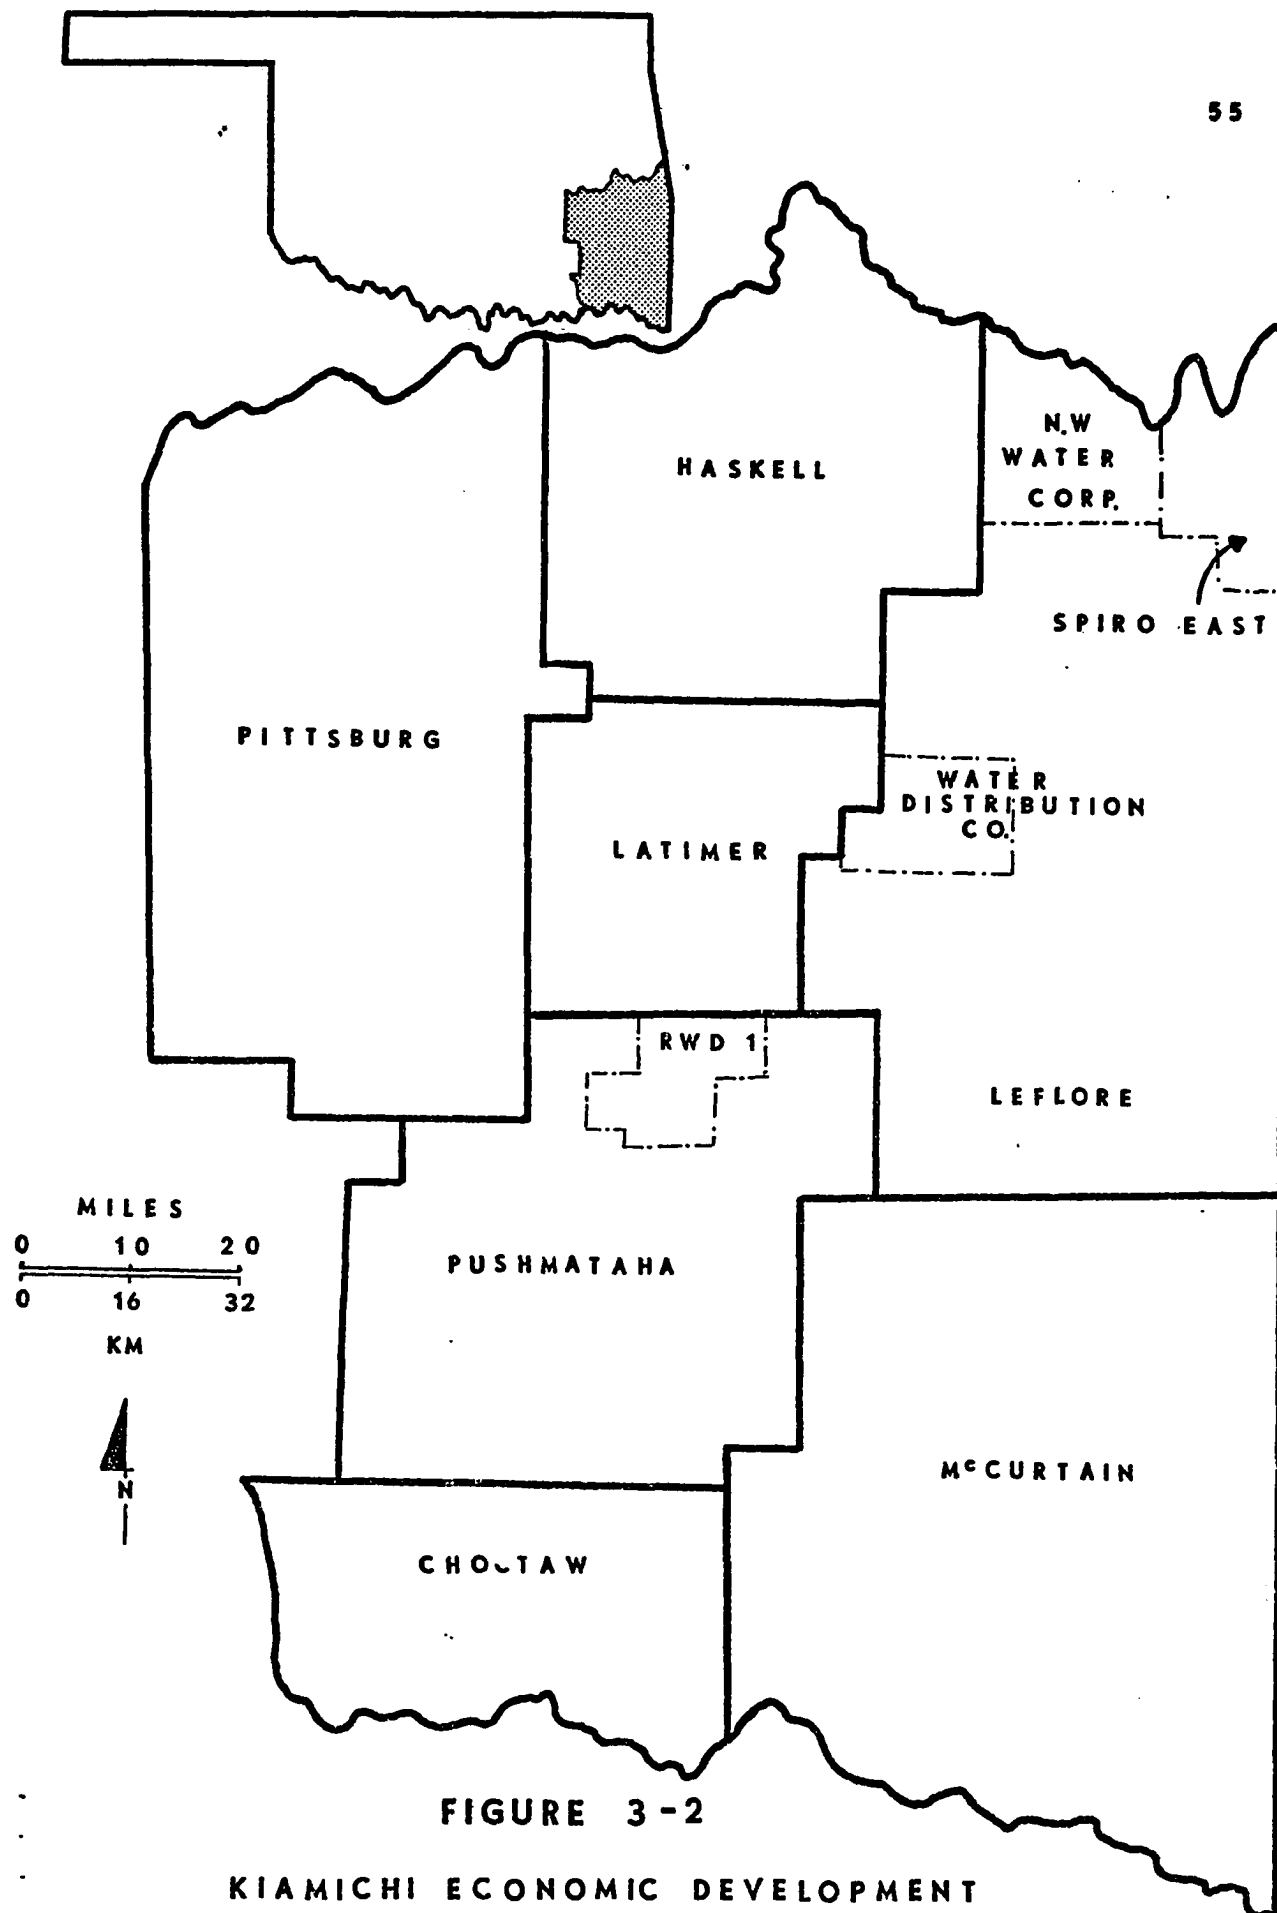 55
N.W
WATER
CORP.
HASKELL
SPIRO EAST
PITTSBURG
WATER
DISTRIBUTION
CO.
LATIMER
RWD 1
LEFLORE
MILES
0 10 20
0 16 32
KM
PUSHMATAHA
N
McCURTAIN
CHOCTAW
FIGURE 3-2
KIAMICHI ECONOMIC DEVELOPMENT